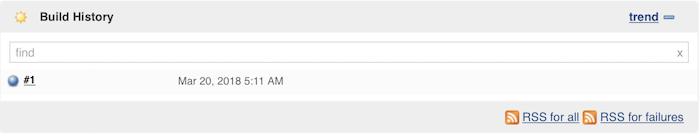 Build History trend
find x
#1 Mar 20, 2018 5:11 AM
RSS for all RSS for failures